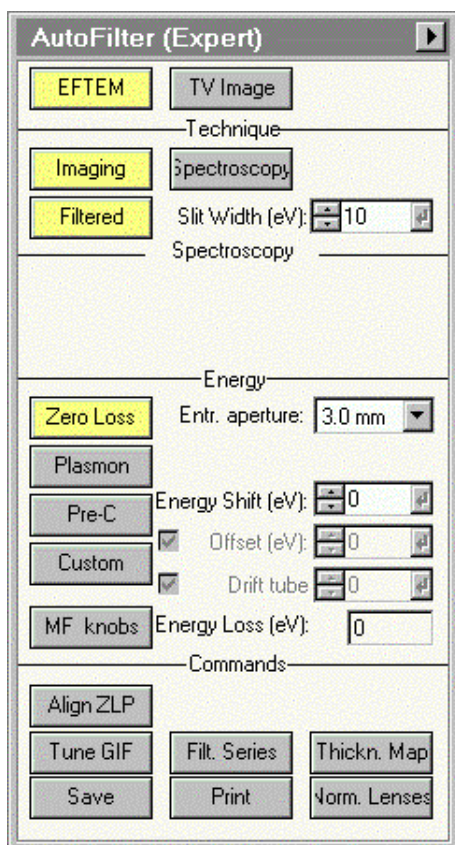 AutoFilter (Expert)
EFTEM TV Image
Technique
Imaging Spectroscopy
Filtered Slit Width (eV): 10
Spectroscopy
Energy
Zero Loss Entr. aperture: 3.0 mm
Plasmon
Energy Shift (eV): 0
Pre-C
Offset (eV): 0
Custom
Drift tube 0
MF knobs Energy Loss (eV): 0
Commands
Align ZLP
Tune GIF Filt. Series Thickn. Map
Save Print Norm. Lenses